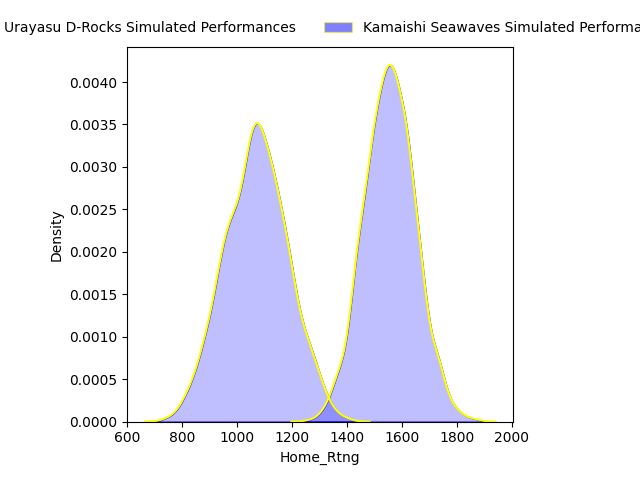 Urayasu D-Rocks Simulated Performances
Kamaishi Seawaves Simulated Performa
0.0040
0.0035
0.0030
0.0025
0.0020
0.0015
0.0010
0.0005
0.0000
Density
600 800 1000 1200 1400 1600 1800 2000
Home_Rtng